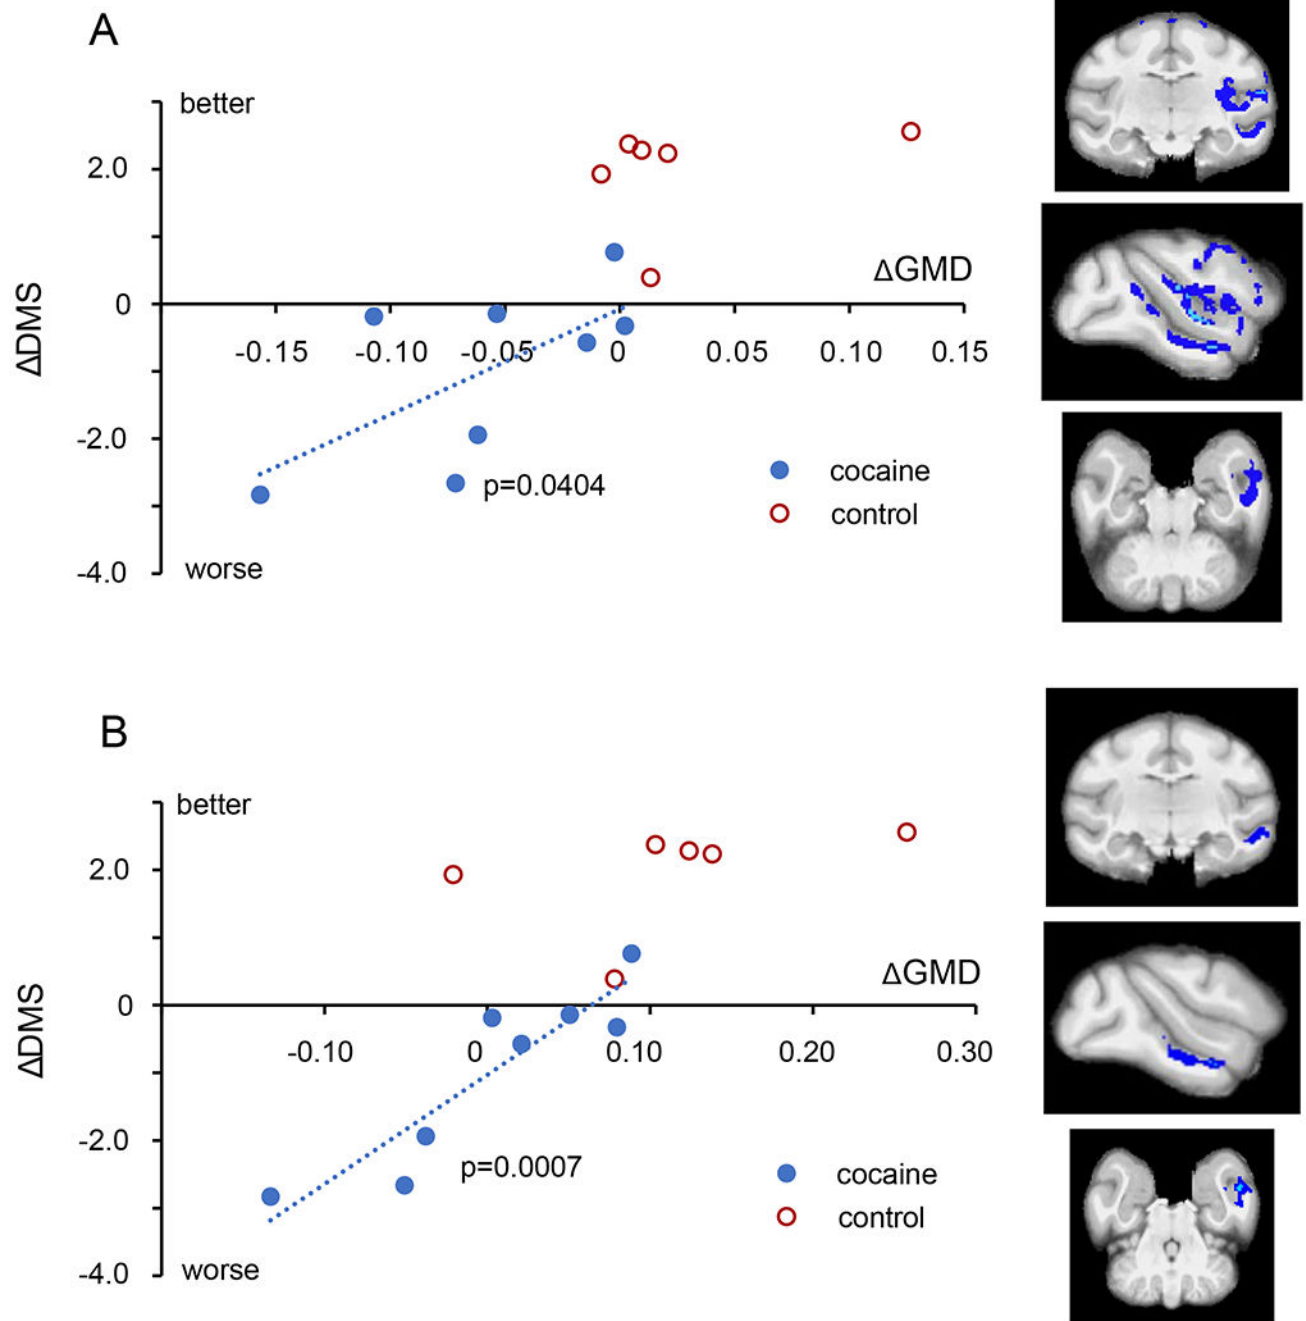 A
better
2.0
ΔGMD
0
ΔDMS
-0.15 -0.10 -0.05 0 0.05 0.10 0.15
-2.0
p=0.0404
cocaine
control
-4.0
worse
B
better
2.0
ΔGMD
0
ΔDMS
-0.10 0 0.10 0.20 0.30
-2.0
p=0.0007
cocaine
control
-4.0
worse